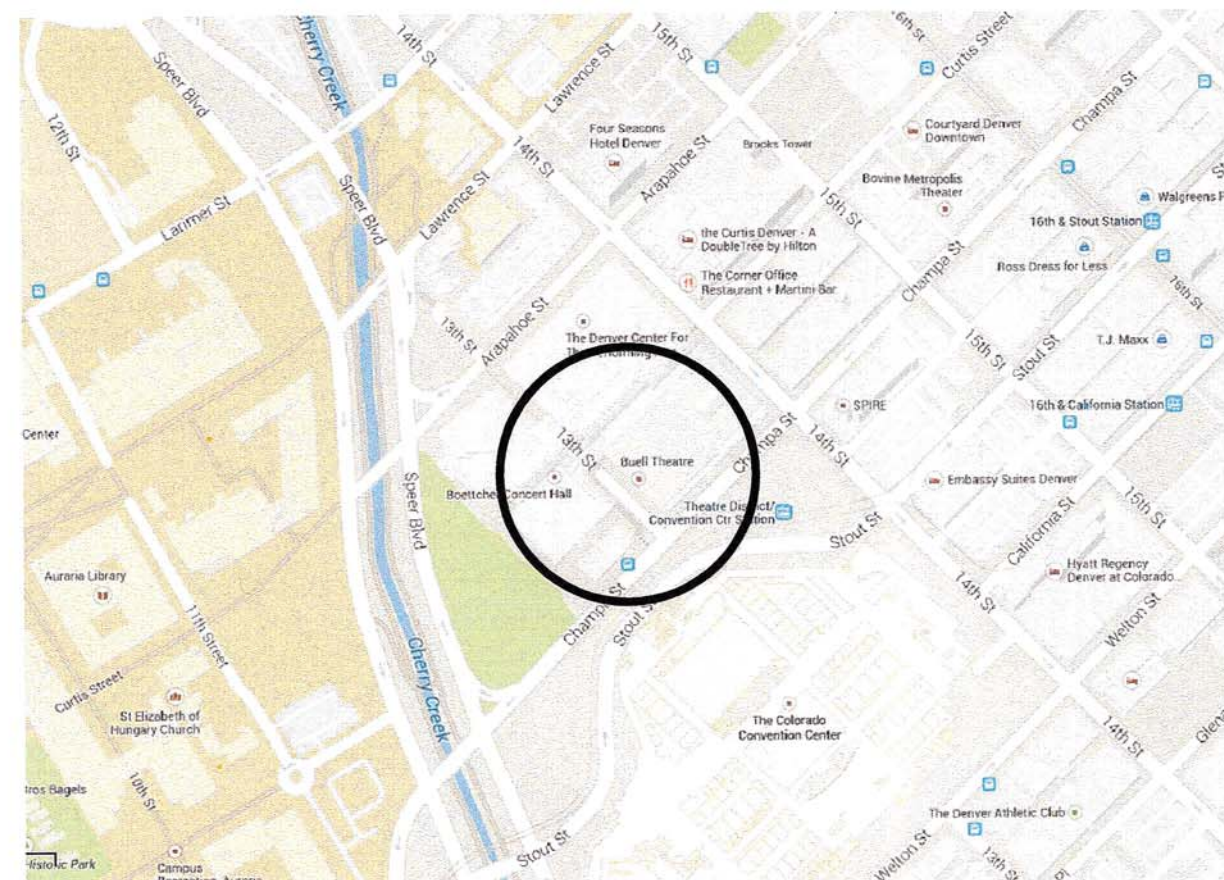 Cherry Creek
14th St
15th St
16th St
Curtis Street
Speer Blvd
Lawrence St
Champa St
12th St
Four Seasons
Hotel Denver
14th St
Arapahoe St
Brooks Tower
Courtyard Denver
Downtown
Bovine Metropolis
Theater
Walgreens
Larimer St
Speer Blvd
Lawrence St
15th St
16th & Stout Station
the Curtis Denver - A
DoubleTree by Hilton
Champa St
Ross Dress for Less
The Corner Office
Restaurant + Martini Bar
16th St
13th St
Arapahoe St
The Denver Center For
15th St
Stout St
T.J. Maxx
SPIRE
16th & California Station
Center
13th St
Buell Theatre
Champa St
14th St
Boettcher Concert Hall
Embassy Suites Denver
Speer Blvd
Theatre District/
Convention Ctr Station
Stout St
California St
15th St
Auraria Library
Hyatt Regency
Denver at Colorado...
14th St
11th Street
Champa St
Stout St
Welton St
Cherry Creek
Curtis Street
St Elizabeth of
Hungary Church
The Colorado
Convention Center
14th St
10th St
Bagels
The Denver Athletic Club
Historic Park
Campus
Stout St
Welton St
13th St
Pl